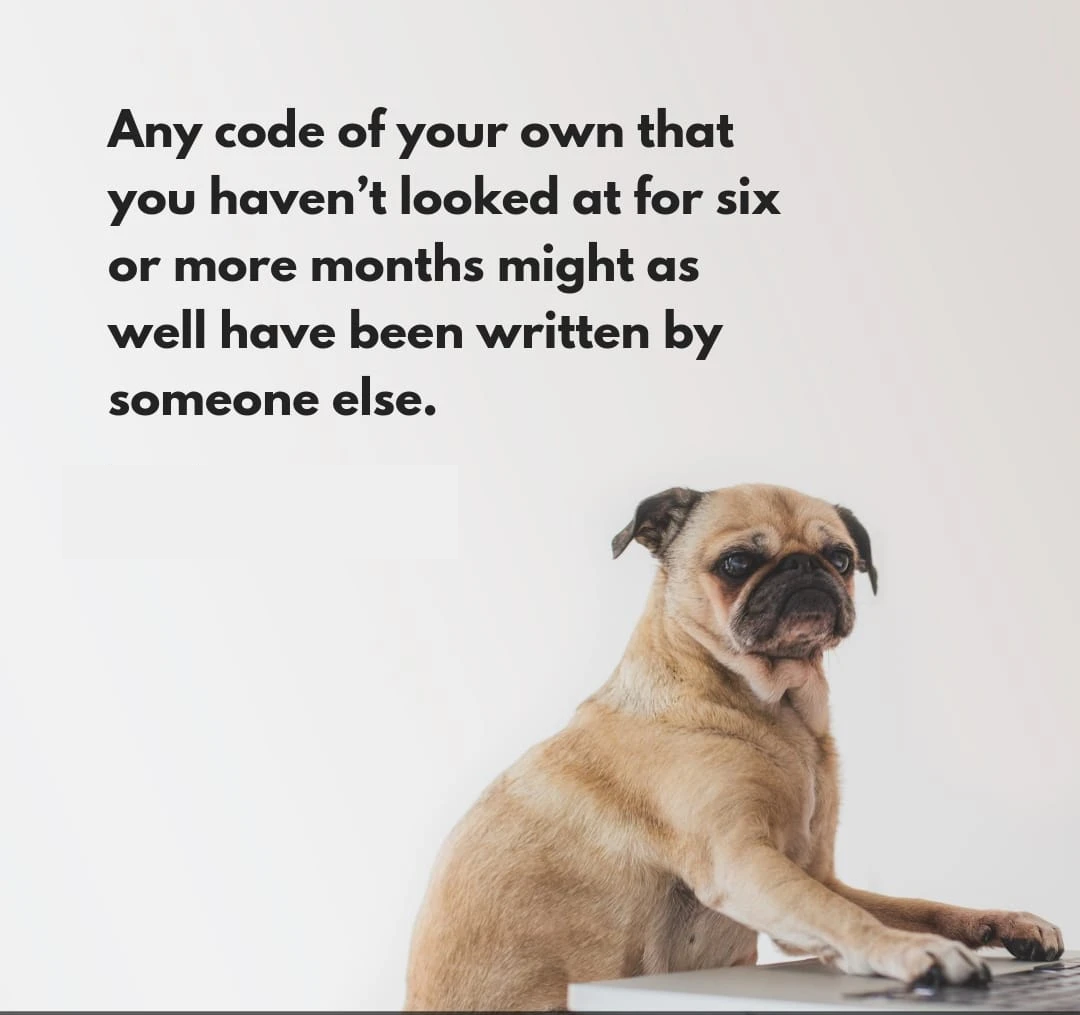 Any code of your own that
you haven’t looked at for six
or more months might as
well have been written by
someone else.